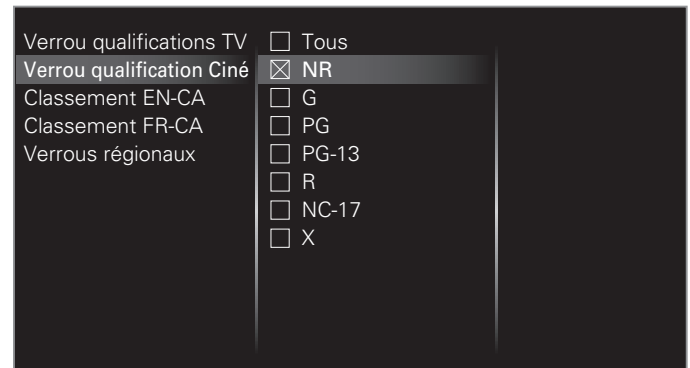 Verrou qualifications TV
Verrou qualification Ciné
Classement EN-CA
Classement FR-CA
Verrous régionaux
Tous
NR
G
PG
PG-13
R
NC-17
X